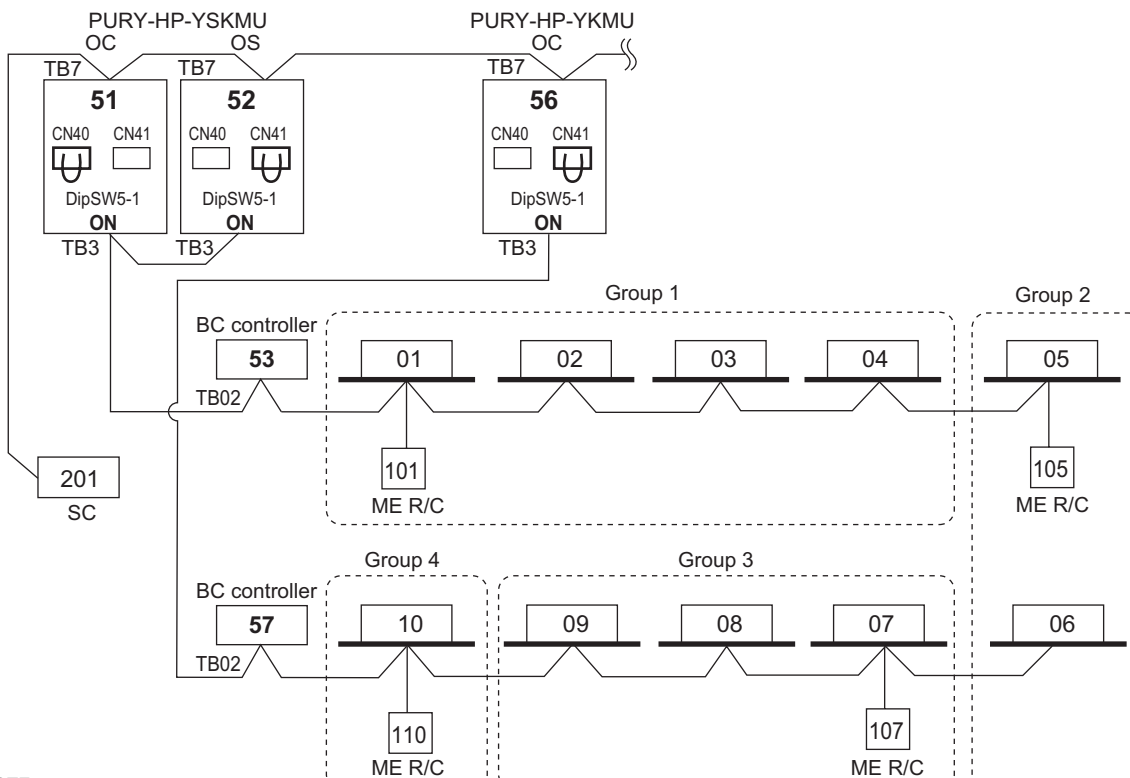 PURY-HP-YSKMU
PURY-HP-YKMU
OC
OS
OC
TB7
TB7
TB7
51
52
56
CN40 CN41
CN40 CN41
CN40 CN41
DipSW5-1
DipSW5-1
DipSW5-1
ON
ON
ON
TB3
TB3
TB3
Group 1
Group 2
BC controller
53
01
02
03
04
05
TB02
101
105
ME R/C
ME R/C
201
SC
Group 4
Group 3
BC controller
57
10
09
08
07
06
TB02
110
107
ME R/C
ME R/C